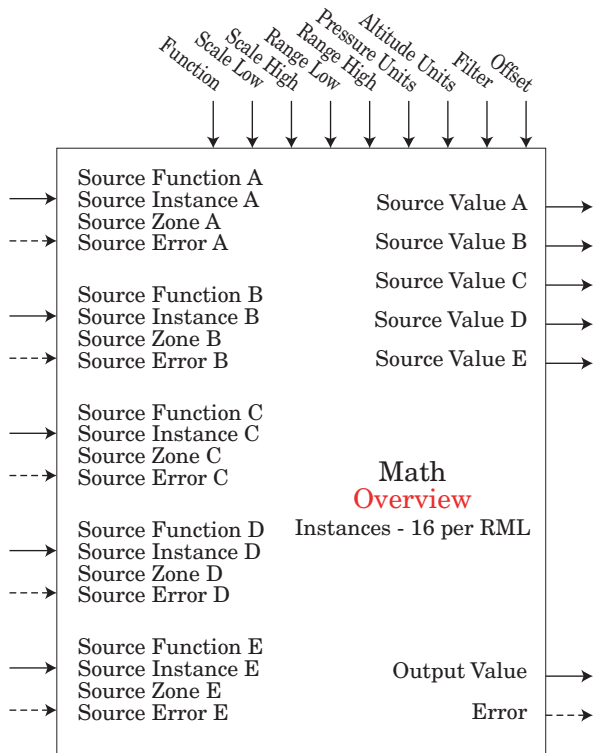 Function
Scale Low
Scale High
Range Low
Range High
Pressure Units
Altitude Units
Filter
Offset
Source Function A
Source Instance A
Source Zone A
Source Error A
Source Function B
Source Instance B
Source Zone B
Source Error B
Source Function C
Source Instance C
Source Zone C
Source Error C
Source Function D
Source Instance D
Source Zone D
Source Error D
Source Function E
Source Instance E
Source Zone E
Source Error E
Source Value A
Source Value B
Source Value C
Source Value D
Source Value E
Math
Overview
Instances - 16 per RML
Output Value
Error